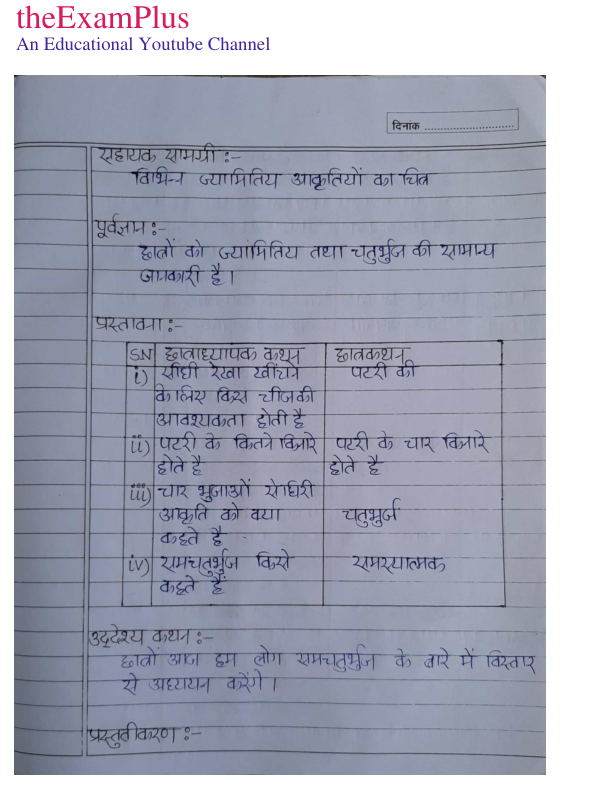 theExamPlus
An Educational Youtube Channel
दिनांक ............................
सहायक सामग्री :-
विभिन्न ज्यामितिय आकृतियों का चित्र
पूर्वज्ञान :-
छात्रों को ज्यामितिय तथा चतुर्भुज की सामान्य
जानकारी है।
प्रस्तावना :-
SN छात्राध्यापक कथन छात्रकथन
i) सीधी रेखा खींचने पटरी की
के लिए किस चीज की
आवश्यकता होती है
ii) पटरी के कितने किनारे पटरी के चार किनारे
होते है होते है
iii) चार भुजाओं से घिरी
आकृति को क्या चतुर्भुज
कहते है
iv) समचतुर्भुज किसे समस्यात्मक
कहते हैं
उद्देश्य कथन :-
छात्रों आज हम लोग समचतुर्भुज के बारे में विस्तार
से अध्ययन करेंगे।
प्रस्तुतीकरण :-